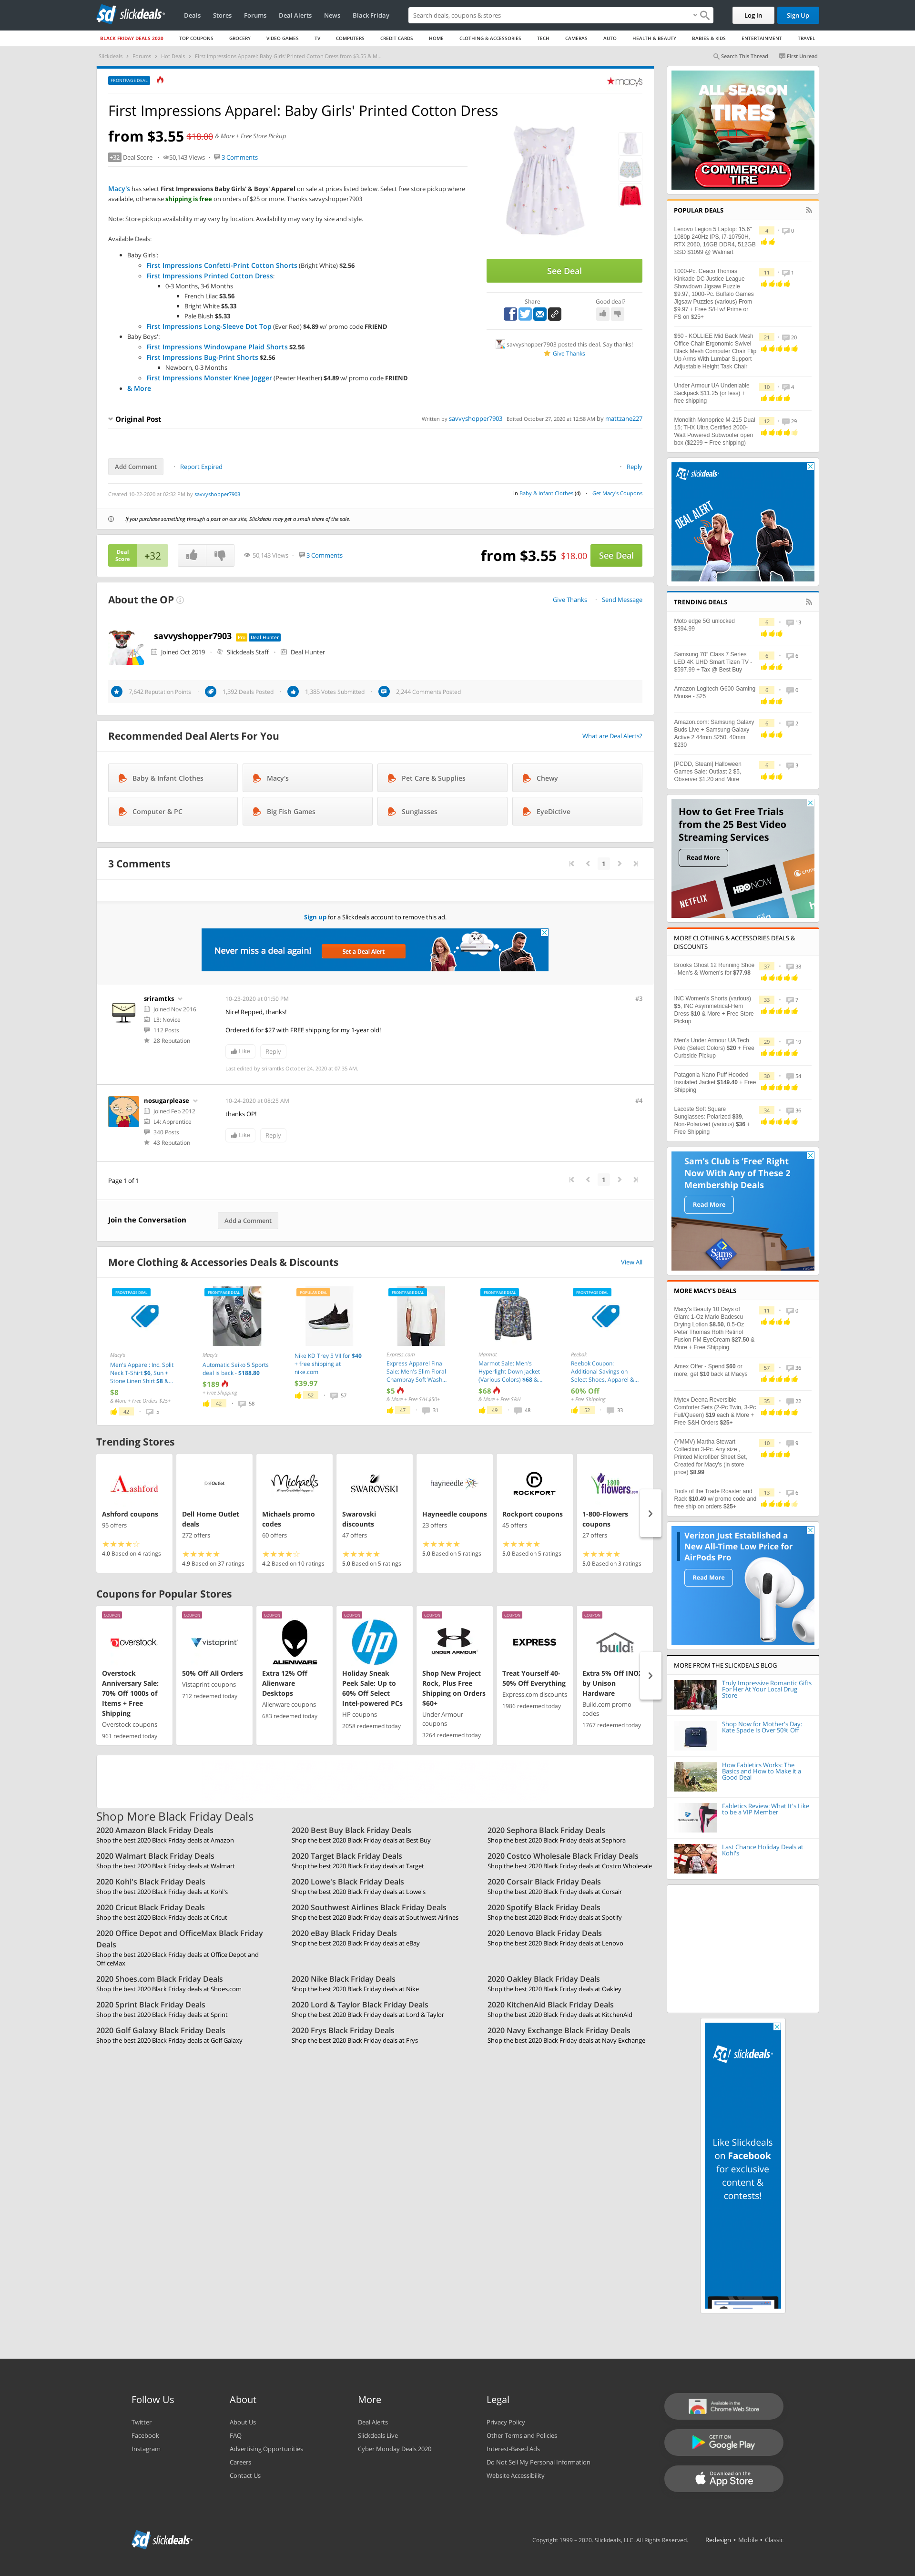 sd slickdeals
Deals Stores Forums Deal Alerts News Black Friday
Search deals, coupons & stores
Log In Sign Up
BLACK FRIDAY DEALS 2020 TOP COUPONS GROCERY VIDEO GAMES TV COMPUTERS CREDIT CARDS HOME CLOTHING & ACCESSORIES TECH CAMERAS AUTO HEALTH & BEAUTY BABIES & KIDS ENTERTAINMENT TRAVEL
Slickdeals Forums Hot Deals First Impressions Apparel: Baby Girls' Printed Cotton Dress from $3.55 & M...
Search This Thread First Unread
FRONTPAGE DEAL
macy's
First Impressions Apparel: Baby Girls' Printed Cotton Dress
from $3.55 $18.00 & More + Free Store Pickup
+32 Deal Score 50,143 Views 3 Comments
Macy's has select First Impressions Baby Girls' & Boys' Apparel on sale at prices listed below. Select free store pickup where
available, otherwise shipping is free on orders of $25 or more. Thanks savvyshopper7903
Note: Store pickup availability may vary by location. Availability may vary by size and style.
Available Deals:
Baby Girls':
First Impressions Confetti-Print Cotton Shorts (Bright White) $2.56
First Impressions Printed Cotton Dress:
0-3 Months, 3-6 Months
French Lilac $3.56
Bright White $5.33
Pale Blush $5.33
First Impressions Long-Sleeve Dot Top (Ever Red) $4.89 w/ promo code FRIEND
Baby Boys':
First Impressions Windowpane Plaid Shorts $2.56
First Impressions Bug-Print Shorts $2.56
Newborn, 0-3 Months
First Impressions Monster Knee Jogger (Pewter Heather) $4.89 w/ promo code FRIEND
& More
See Deal
Share Good deal?
savvyshopper7903 posted this deal. Say thanks!
Give Thanks
Original Post
Written by savvyshopper7903 Edited October 27, 2020 at 12:58 AM by mattzane227
Add Comment Report Expired Reply
Created 10-22-2020 at 02:32 PM by savvyshopper7903
in Baby & Infant Clothes (4) Get Macy's Coupons
If you purchase something through a post on our site, Slickdeals may get a small share of the sale.
Deal Score +32
50,143 Views 3 Comments
from $3.55 $18.00 See Deal
About the OP
Give Thanks Send Message
savvyshopper7903 Pro Deal Hunter
Joined Oct 2019 Slickdeals Staff Deal Hunter
7,642 Reputation Points 1,392 Deals Posted 1,385 Votes Submitted 2,244 Comments Posted
Recommended Deal Alerts For You
What are Deal Alerts?
Baby & Infant Clothes Macy's Pet Care & Supplies Chewy
Computer & PC Big Fish Games Sunglasses EyeDictive
3 Comments
1
Sign up for a Slickdeals account to remove this ad.
Never miss a deal again! Set a Deal Alert
sriramtks
Joined Nov 2016
L3: Novice
112 Posts
28 Reputation
10-23-2020 at 01:50 PM
#3
Nice! Repped, thanks!
Ordered 6 for $27 with FREE shipping for my 1-year old!
Like Reply
Last edited by sriramtks October 24, 2020 at 07:35 AM.
nosugarplease
Joined Feb 2012
L4: Apprentice
340 Posts
43 Reputation
10-24-2020 at 08:25 AM
#4
thanks OP!
Like Reply
Page 1 of 1
1
Join the Conversation Add a Comment
More Clothing & Accessories Deals & Discounts
View All
FRONTPAGE DEAL
Macy's
Men's Apparel: Inc. Split
Neck T-Shirt $6, Sun +
Stone Linen Shirt $8 &...
$8
& More + Free Orders $25+
42 5
FRONTPAGE DEAL
Macy's
Automatic Seiko 5 Sports
deal is back - $188.80
$189
+ Free Shipping
42 58
POPULAR DEAL
Nike KD Trey 5 VII for $40
+ free shipping at
nike.com
$39.97
52 57
FRONTPAGE DEAL
Express.com
Express Apparel Final
Sale: Men's Slim Floral
Chambray Soft Wash...
$5
& More + Free S/H $50+
47 31
FRONTPAGE DEAL
Marmot
Marmot Sale: Men's
Hyperlight Down Jacket
(Various Colors) $68 &...
$68
& More + Free S&H
49 48
FRONTPAGE DEAL
Reebok
Reebok Coupon:
Additional Savings on
Select Shoes, Apparel &...
60% Off
+ Free Shipping
52 33
Trending Stores
Ashford
Ashford coupons
95 offers
4.0 Based on 4 ratings
DellOutlet
Dell Home Outlet
deals
272 offers
4.9 Based on 37 ratings
Michaels
Michaels promo
codes
60 offers
4.2 Based on 10 ratings
SWAROVSKI
Swarovski
discounts
47 offers
5.0 Based on 5 ratings
hayneedle
Hayneedle coupons
23 offers
5.0 Based on 5 ratings
ROCKPORT
Rockport coupons
45 offers
5.0 Based on 5 ratings
1800 flowers.com
1-800-Flowers
coupons
27 offers
5.0 Based on 3 ratings
Coupons for Popular Stores
COUPON
overstock
Overstock
Anniversary Sale:
70% Off 1000s of
Items + Free
Shipping
Overstock coupons
961 redeemed today
COUPON
vistaprint
50% Off All Orders
Vistaprint coupons
712 redeemed today
COUPON
ALIENWARE
Extra 12% Off
Alienware
Desktops
Alienware coupons
683 redeemed today
COUPON
hp
Holiday Sneak
Peek Sale: Up to
60% Off Select
Intel-powered PCs
HP coupons
2058 redeemed today
COUPON
UNDER ARMOUR
Shop New Project
Rock, Plus Free
Shipping on Orders
$60+
Under Armour
coupons
3264 redeemed today
COUPON
EXPRESS
Treat Yourself 40-
50% Off Everything
Express.com discounts
1986 redeemed today
COUPON
build
Extra 5% Off INOX
by Unison
Hardware
Build.com promo
codes
1767 redeemed today
Shop More Black Friday Deals
2020 Amazon Black Friday Deals
Shop the best 2020 Black Friday deals at Amazon
2020 Best Buy Black Friday Deals
Shop the best 2020 Black Friday deals at Best Buy
2020 Sephora Black Friday Deals
Shop the best 2020 Black Friday deals at Sephora
2020 Walmart Black Friday Deals
Shop the best 2020 Black Friday deals at Walmart
2020 Target Black Friday Deals
Shop the best 2020 Black Friday deals at Target
2020 Costco Wholesale Black Friday Deals
Shop the best 2020 Black Friday deals at Costco Wholesale
2020 Kohl's Black Friday Deals
Shop the best 2020 Black Friday deals at Kohl's
2020 Lowe's Black Friday Deals
Shop the best 2020 Black Friday deals at Lowe's
2020 Corsair Black Friday Deals
Shop the best 2020 Black Friday deals at Corsair
2020 Cricut Black Friday Deals
Shop the best 2020 Black Friday deals at Cricut
2020 Southwest Airlines Black Friday Deals
Shop the best 2020 Black Friday deals at Southwest Airlines
2020 Spotify Black Friday Deals
Shop the best 2020 Black Friday deals at Spotify
2020 Office Depot and OfficeMax Black Friday
Deals
Shop the best 2020 Black Friday deals at Office Depot and
OfficeMax
2020 eBay Black Friday Deals
Shop the best 2020 Black Friday deals at eBay
2020 Lenovo Black Friday Deals
Shop the best 2020 Black Friday deals at Lenovo
2020 Shoes.com Black Friday Deals
Shop the best 2020 Black Friday deals at Shoes.com
2020 Nike Black Friday Deals
Shop the best 2020 Black Friday deals at Nike
2020 Oakley Black Friday Deals
Shop the best 2020 Black Friday deals at Oakley
2020 Sprint Black Friday Deals
Shop the best 2020 Black Friday deals at Sprint
2020 Lord & Taylor Black Friday Deals
Shop the best 2020 Black Friday deals at Lord & Taylor
2020 KitchenAid Black Friday Deals
Shop the best 2020 Black Friday deals at KitchenAid
2020 Golf Galaxy Black Friday Deals
Shop the best 2020 Black Friday deals at Golf Galaxy
2020 Frys Black Friday Deals
Shop the best 2020 Black Friday deals at Frys
2020 Navy Exchange Black Friday Deals
Shop the best 2020 Black Friday deals at Navy Exchange
ALL SEASON
TIRES
COMMERCIAL
TIRE
POPULAR DEALS
Lenovo Legion 5 Laptop: 15.6"
1080p 240Hz IPS, i7-10750H,
RTX 2060, 16GB DDR4, 512GB
SSD $1099 @ Walmart
4 0
1000-Pc. Ceaco Thomas
Kinkade DC Justice League
Showdown Jigsaw Puzzle
$9.97, 1000-Pc. Buffalo Games
Jigsaw Puzzles (various) From
$9.97 + Free S/H w/ Prime or
FS on $25+
11 1
$60 - KOLLIEE Mid Back Mesh
Office Chair Ergonomic Swivel
Black Mesh Computer Chair Flip
Up Arms With Lumbar Support
Adjustable Height Task Chair
21 20
Under Armour UA Undeniable
Sackpack $11.25 (or less) +
free shipping
10 4
Monolith Monoprice M-215 Dual
15; THX Ultra Certified 2000-
Watt Powered Subwoofer open
box ($2299 + Free shipping)
12 29
sd slickdeals
DEAL ALERT
TRENDING DEALS
Moto edge 5G unlocked
$394.99
6 13
Samsung 70" Class 7 Series
LED 4K UHD Smart Tizen TV -
$597.99 + Tax @ Best Buy
6 6
Amazon Logitech G600 Gaming
Mouse - $25
6 0
Amazon.com: Samsung Galaxy
Buds Live + Samsung Galaxy
Active 2 44mm $250. 40mm
$230
6 2
[PCDD, Steam] Halloween
Games Sale: Outlast 2 $5,
Observer $1.20 and More
6 3
How to Get Free Trials
from the 25 Best Video
Streaming Services
Read More
NETFLIX
HBO NOW
MORE CLOTHING & ACCESSORIES DEALS &
DISCOUNTS
Brooks Ghost 12 Running Shoe
- Men's & Women's for $77.98
37 38
INC Women's Shorts (various)
$5, INC Asymmetrical-Hem
Dress $10 & More + Free Store
Pickup
33 7
Men's Under Armour UA Tech
Polo (Select Colors) $20 + Free
Curbside Pickup
29 19
Patagonia Nano Puff Hooded
Insulated Jacket $149.40 + Free
Shipping
30 54
Lacoste Soft Square
Sunglasses: Polarized $39,
Non-Polarized (various) $36 +
Free Shipping
34 36
Sam's Club is 'Free' Right
Now With Any of These 2
Membership Deals
Read More
Sam's
MORE MACY'S DEALS
Macy's Beauty 10 Days of
Glam: 1-Oz Mario Badescu
Drying Lotion $8.50, 0.5-Oz
Peter Thomas Roth Retinol
Fusion PM EyeCream $27.50 &
More + Free Shipping
11 0
Amex Offer - Spend $60 or
more, get $10 back at Macys
57 36
Mytex Deena Reversible
Comforter Sets (2-Pc Twin, 3-Pc
Full/Queen) $19 each & More +
Free S&H Orders $25+
35 22
(YMMV) Martha Stewart
Collection 3-Pc. Any size ,
Printed Microfiber Sheet Set,
Created for Macy's (in store
price) $8.99
10 9
Tools of the Trade Roaster and
Rack $10.49 w/ promo code and
free ship on orders $25+
13 6
Verizon Just Established a
New All-Time Low Price for
AirPods Pro
Read More
MORE FROM THE SLICKDEALS BLOG
Truly Impressive Romantic Gifts
For Her At Your Local Drug
Store
Shop Now for Mother's Day:
Kate Spade Is Over 50% Off
How Fabletics Works: The
Basics and How to Make it a
Good Deal
Fabletics Review: What It's Like
to be a VIP Member
Last Chance Holiday Deals at
Kohl's
sd slickdeals
Like Slickdeals
on Facebook
for exclusive
content &
contests!
Follow Us
Twitter
Facebook
Instagram
About
About Us
FAQ
Advertising Opportunities
Careers
Contact Us
More
Deal Alerts
Slickdeals Live
Cyber Monday Deals 2020
Legal
Privacy Policy
Other Terms and Policies
Interest-Based Ads
Do Not Sell My Personal Information
Website Accessibility
Available in the
Chrome Web Store
GET IT ON
Google Play
Download on the
App Store
sd slickdeals
Copyright 1999 - 2020. Slickdeals, LLC. All Rights Reserved. Redesign • Mobile • Classic